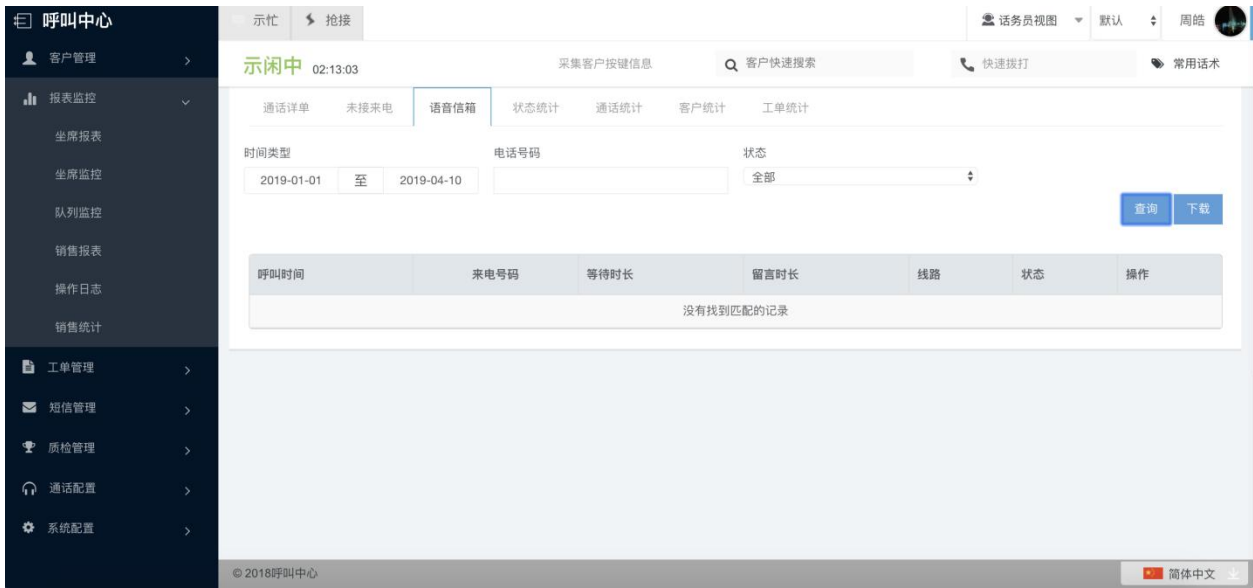 呼叫中心
示忙 抢接 话务员视图 默认 周皓
客户管理
示闲中 02:13:03 采集客户按键信息 客户快速搜索 快速拨打 常用话术
报表监控
通话详单 未接来电 语音信箱 状态统计 通话统计 客户统计 工单统计
坐席报表
坐席监控
队列监控
销售报表
操作日志
销售统计
时间类型 电话号码 状态
2019-01-01 至 2019-04-10 全部
查询 下载
呼叫时间 来电号码 等待时长 留言时长 线路 状态 操作
没有找到匹配的记录
工单管理
短信管理
质检管理
通话配置
系统配置
© 2018呼叫中心 简体中文